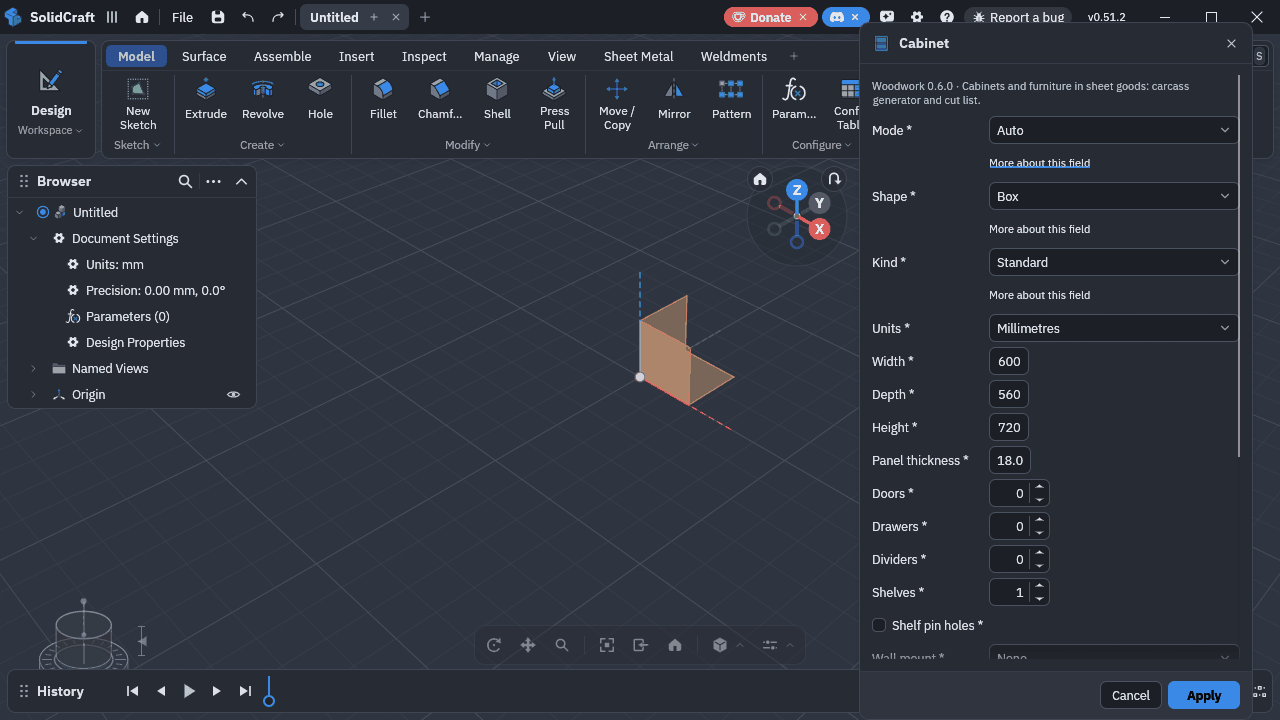 SolidCraft
File
Untitled
Donate
Report a bug
v0.51.2
Design
Workspace
Model
Surface
Assemble
Insert
Inspect
Manage
View
Sheet Metal
Weldments
New Sketch
Sketch
Extrude
Revolve
Hole
Create
Fillet
Chamf...
Shell
Press Pull
Modify
Move / Copy
Mirror
Pattern
Arrange
Param...
Configure
S
Browser
Untitled
Document Settings
Units: mm
Precision: 0.00 mm, 0.0°
Parameters (0)
Design Properties
Named Views
Origin
Z
Y
X
Cabinet
Woodwork 0.6.0 · Cabinets and furniture in sheet goods: carcass
generator and cut list.
Mode * Auto
More about this field
Shape * Box
More about this field
Kind * Standard
More about this field
Units * Millimetres
Width * 600
Depth * 560
Height * 720
Panel thickness * 18.0
Doors * 0
Drawers * 0
Dividers * 0
Shelves * 1
Shelf pin holes *
Wall mount * None
Cancel
Apply
History